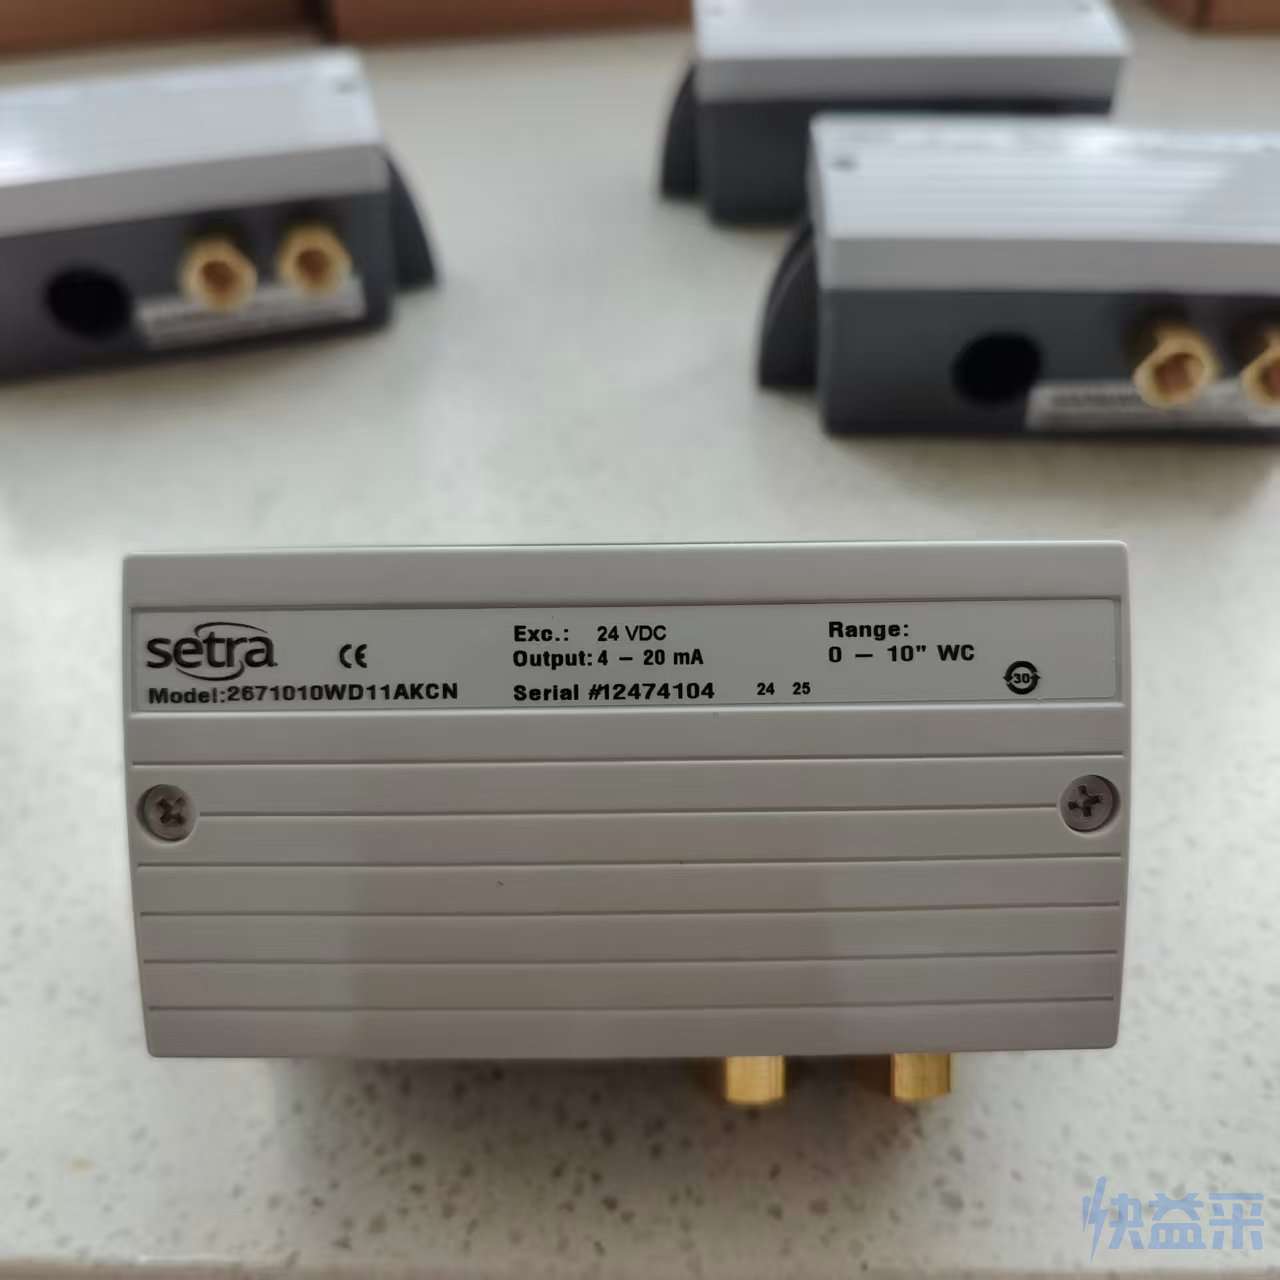 setra
CE
Model:2671010WD11AKCN
Exc.: 24 VDC
Output: 4 – 20 mA
Serial #12474104 24 25
Range:
0 – 10" WC
30
快益采